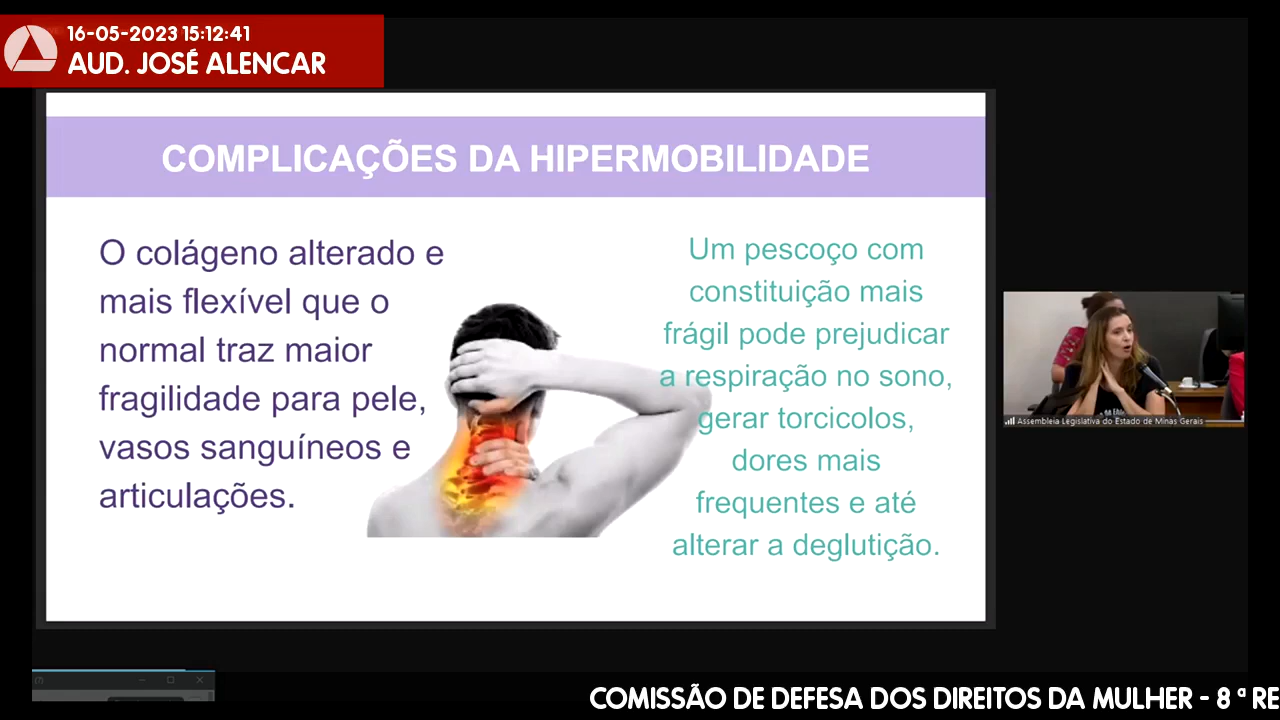 16-05-2023 15:12:41
AUD. JOSÉ ALENCAR
COMPLICAÇÕES DA HIPERMOBILIDADE
O colágeno alterado e
mais flexível que o
normal traz maior
fragilidade para pele,
vasos sanguíneos e
articulações.
Um pescoço com
constituição mais
frágil pode prejudicar
a respiração no sono,
gerar torcicolos,
dores mais
frequentes e até
alterar a deglutição.
Assembleia Legislativa do Estado de Minas Gerais
COMISSÃO DE DEFESA DOS DIREITOS DA MULHER - 8 ª RE